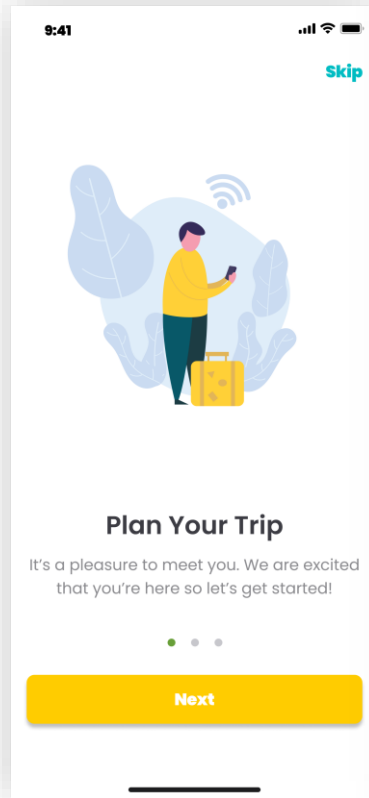 9:41
Skip
Plan Your Trip
It's a pleasure to meet you. We are excited
that you're here so let's get started!
Next